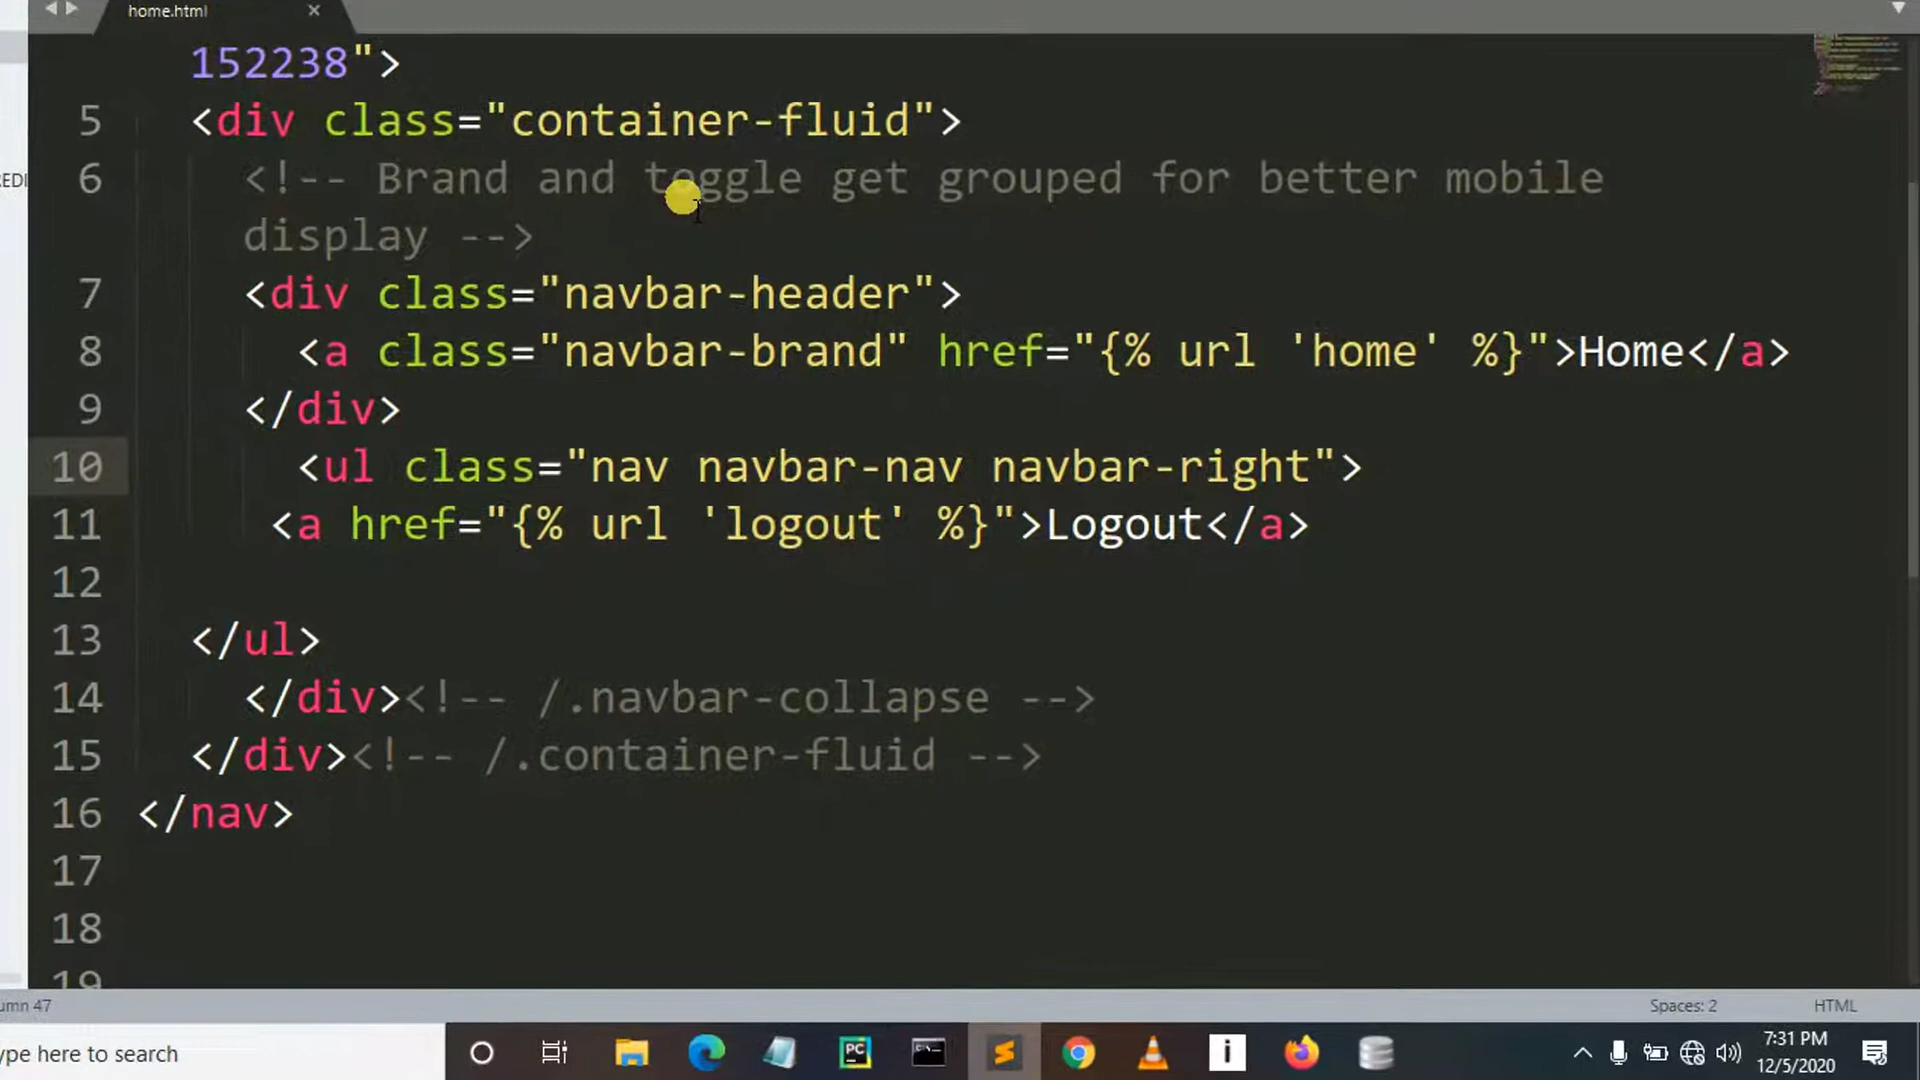 home.html
152238">
5 <div class="container-fluid">
6 <!-- Brand and toggle get grouped for better mobile
display -->
7 <div class="navbar-header">
8 <a class="navbar-brand" href="{% url 'home' %}">Home</a>
9 </div>
10 <ul class="nav navbar-nav navbar-right">
11 <a href="{% url 'logout' %}">Logout</a>
12
13 </ul>
14 </div><!-- /.navbar-collapse -->
15 </div><!-- /.container-fluid -->
16 </nav>
17
18
19
REDI
umn 47
Spaces: 2
HTML
ype here to search
7:31 PM
12/5/2020